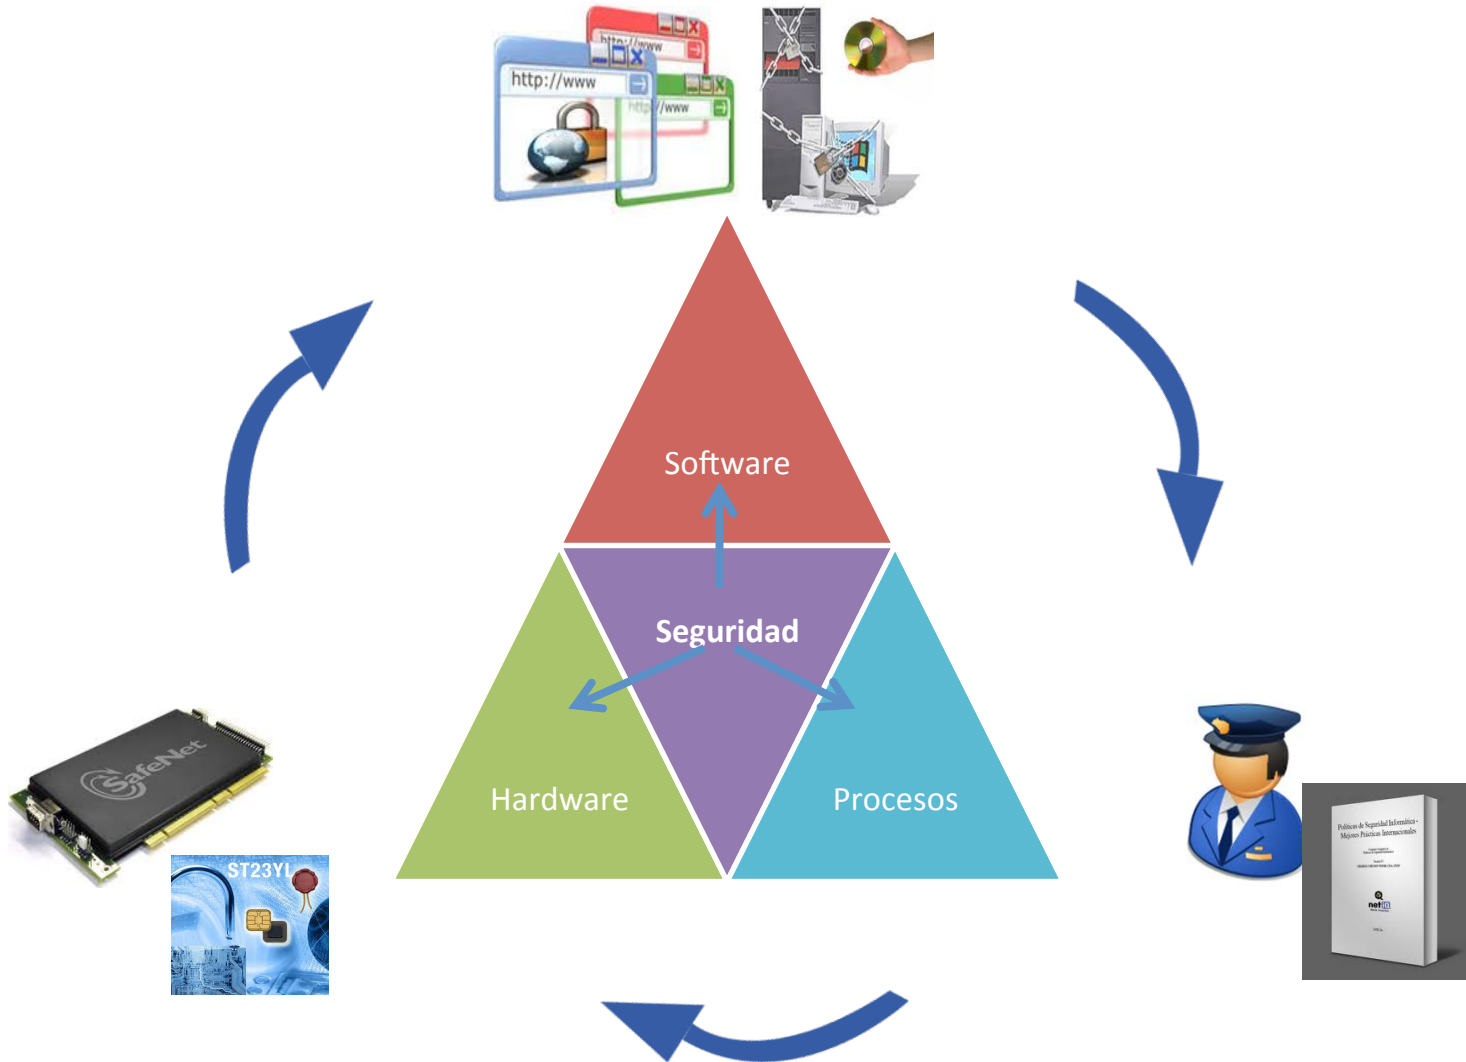 http://www
http://www
http://www
Software
Seguridad
Hardware
Procesos
SafeNet
ST23YL
Políticas de Seguridad Informática -
Mejores Prácticas Internacionales
netiQ